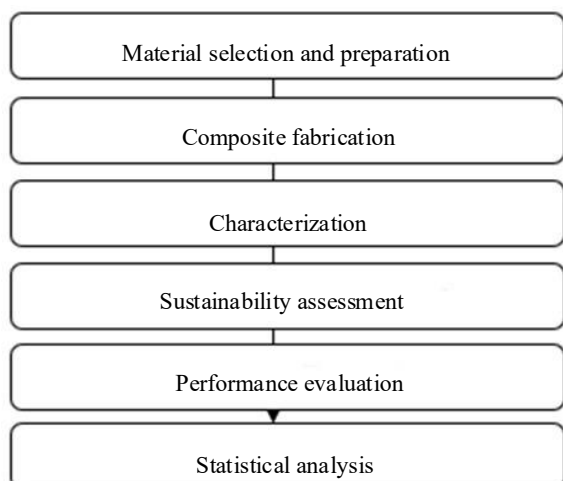 Material selection and preparation
Composite fabrication
Characterization
Sustainability assessment
Performance evaluation
Statistical analysis